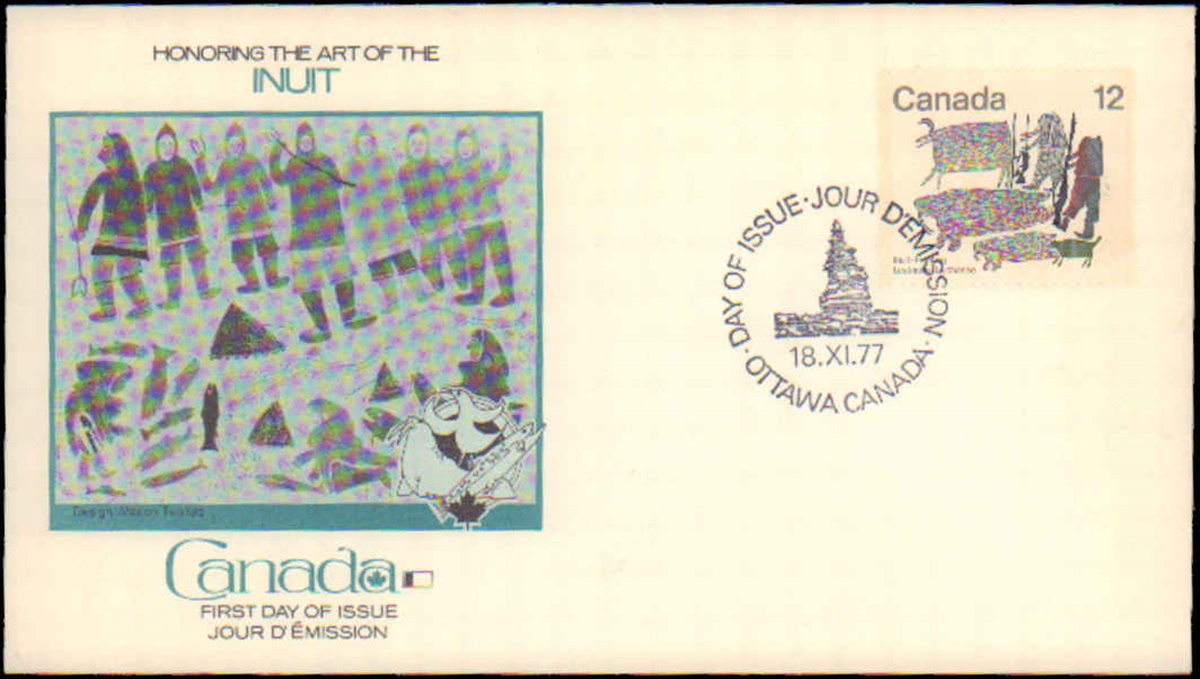 HONORING THE ART OF THE
INUIT
Canada 12
DAY OF ISSUE · JOUR D'ÉMISSION ·
OTTAWA CANADA ·
18.XI.77
Design
Canada
FIRST DAY OF ISSUE
JOUR D'ÉMISSION